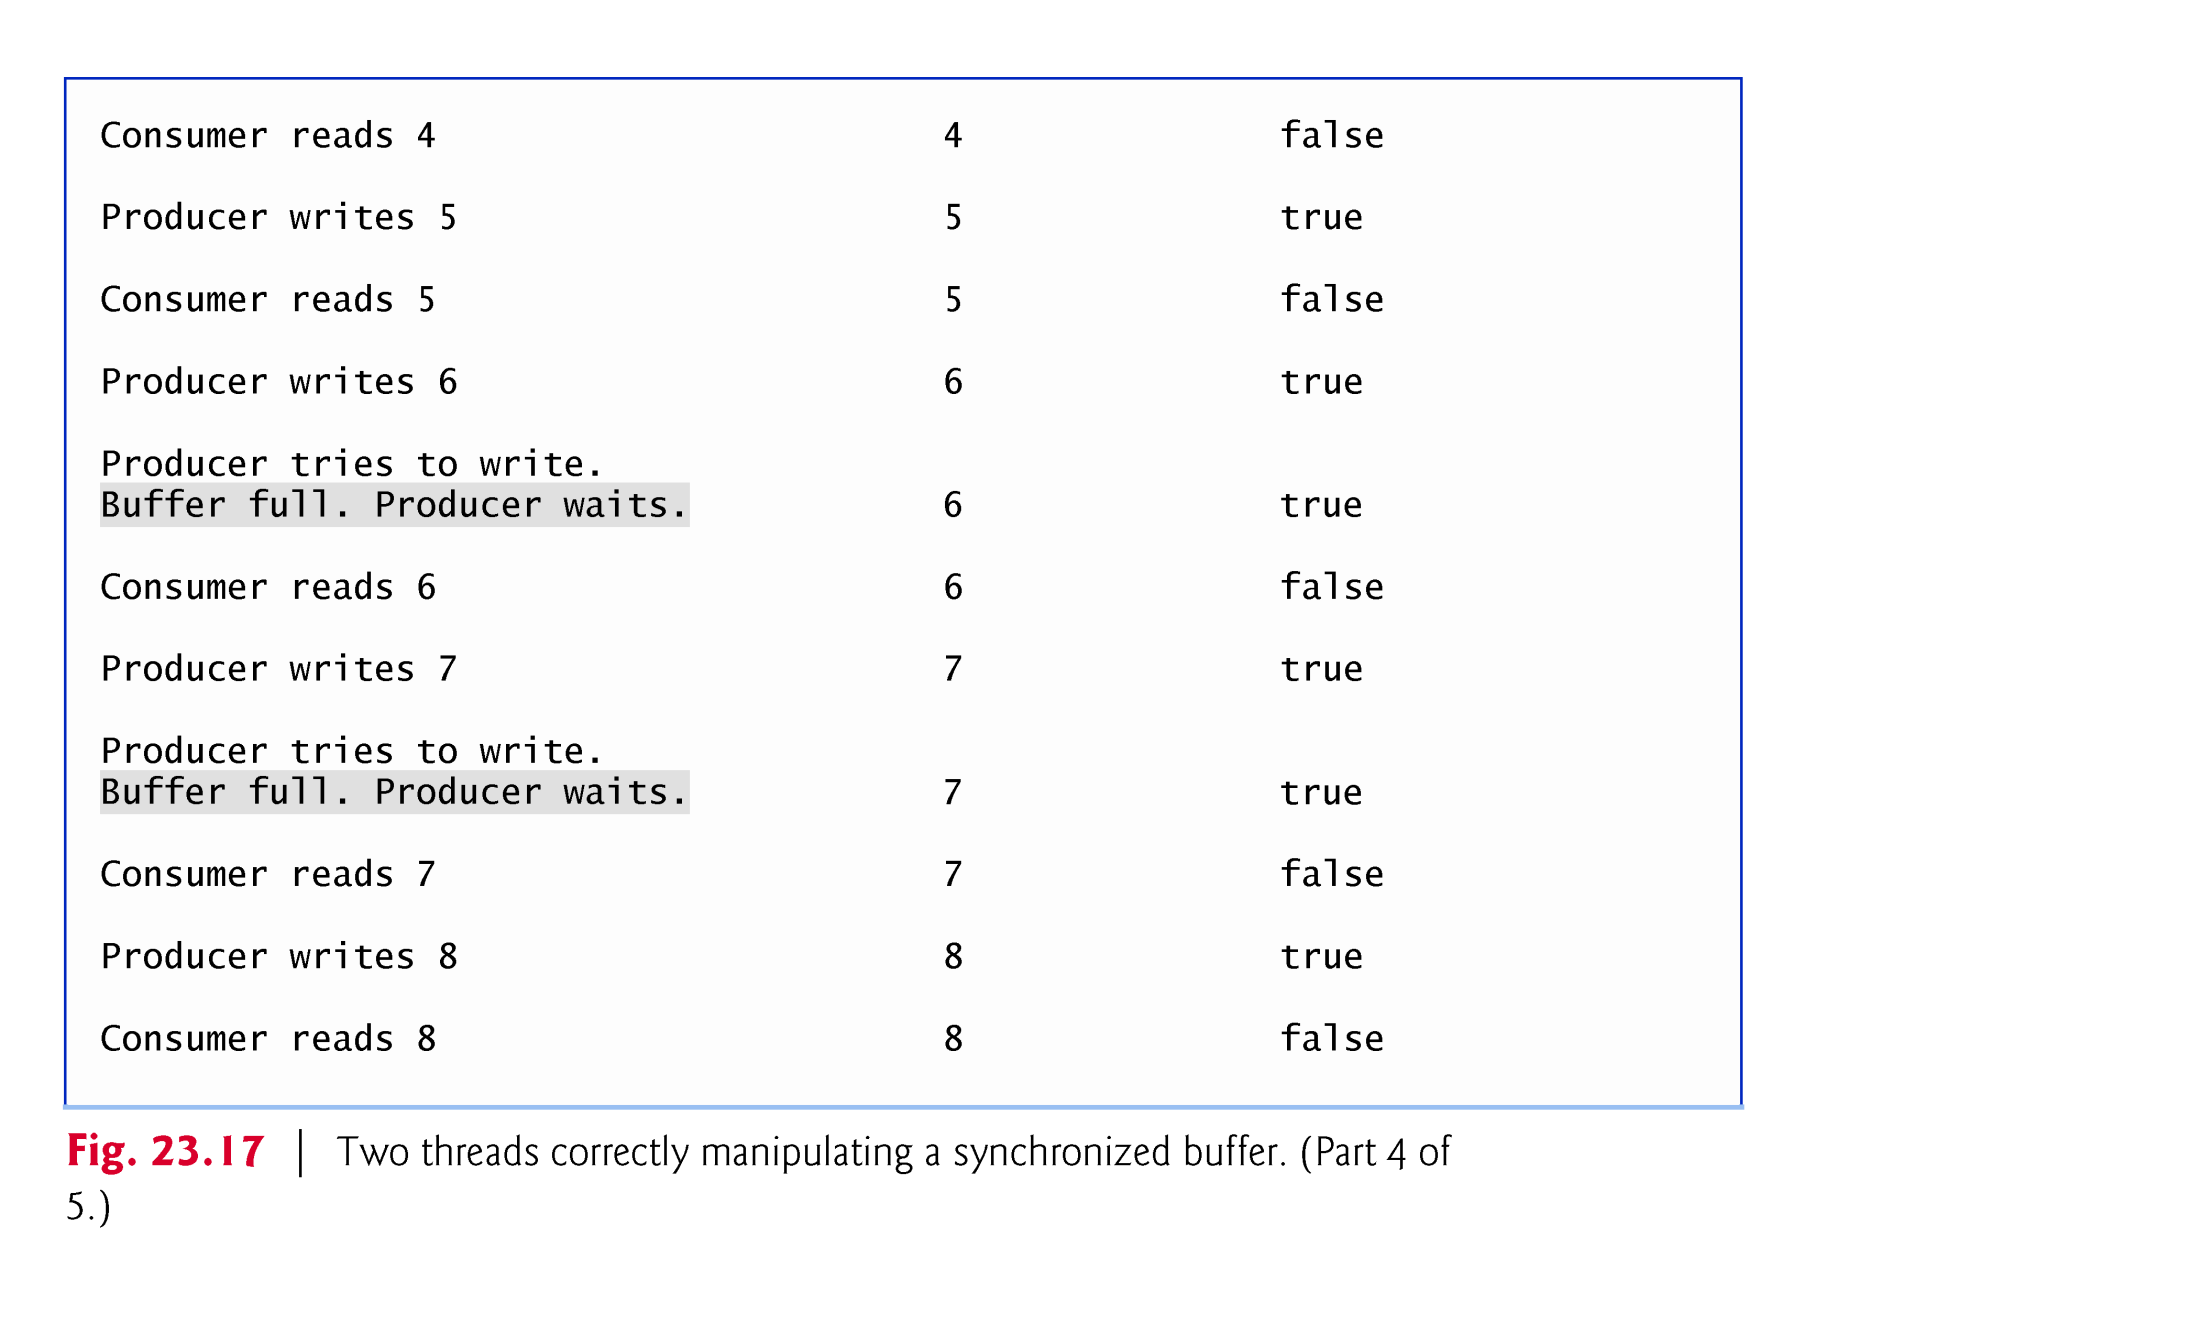 Consumer reads 4 4 false
Producer writes 5 5 true
Consumer reads 5 5 false
Producer writes 6 6 true
Producer tries to write.
Buffer full. Producer waits. 6 true
Consumer reads 6 6 false
Producer writes 7 7 true
Producer tries to write.
Buffer full. Producer waits. 7 true
Consumer reads 7 7 false
Producer writes 8 8 true
Consumer reads 8 8 false
Fig. 23.17 | Two threads correctly manipulating a synchronized buffer. (Part 4 of
5.)